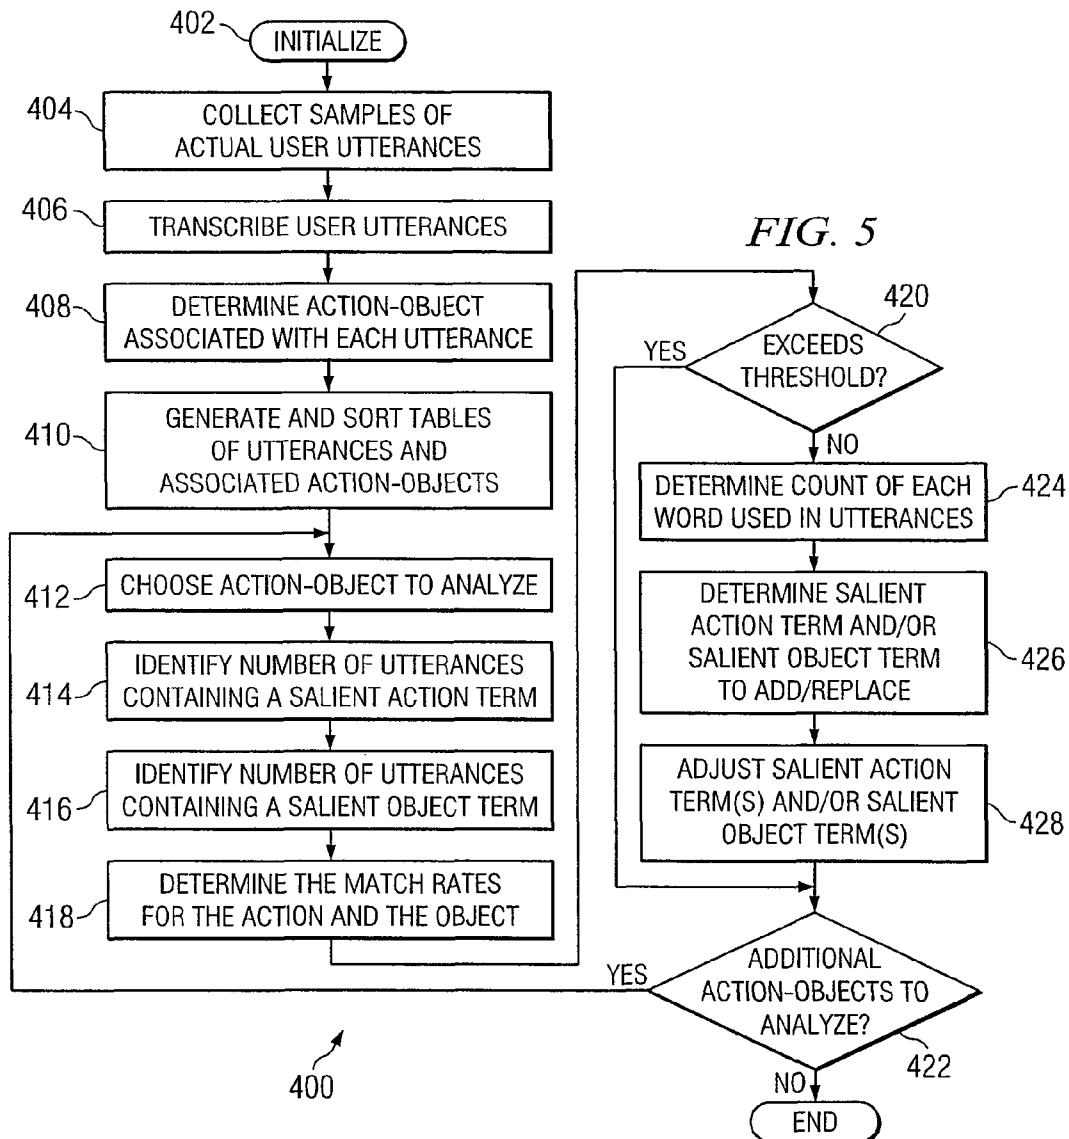 402
INITIALIZE
404
COLLECT SAMPLES OF
ACTUAL USER UTTERANCES
406
TRANSCRIBE USER UTTERANCES
408
DETERMINE ACTION-OBJECT
ASSOCIATED WITH EACH UTTERANCE
410
GENERATE AND SORT TABLES
OF UTTERANCES AND
ASSOCIATED ACTION-OBJECTS
412
CHOOSE ACTION-OBJECT TO ANALYZE
414
IDENTIFY NUMBER OF UTTERANCES
CONTAINING A SALIENT ACTION TERM
416
IDENTIFY NUMBER OF UTTERANCES
CONTAINING A SALIENT OBJECT TERM
418
DETERMINE THE MATCH RATES
FOR THE ACTION AND THE OBJECT
400
FIG. 5
420
YES
EXCEEDS
THRESHOLD?
NO
DETERMINE COUNT OF EACH
WORD USED IN UTTERANCES
424
DETERMINE SALIENT
ACTION TERM AND/OR
SALIENT OBJECT TERM
TO ADD/REPLACE
426
ADJUST SALIENT ACTION
TERM(S) AND/OR SALIENT
OBJECT TERM(S)
428
YES
ADDITIONAL
ACTION-OBJECTS TO
ANALYZE?
422
NO
END